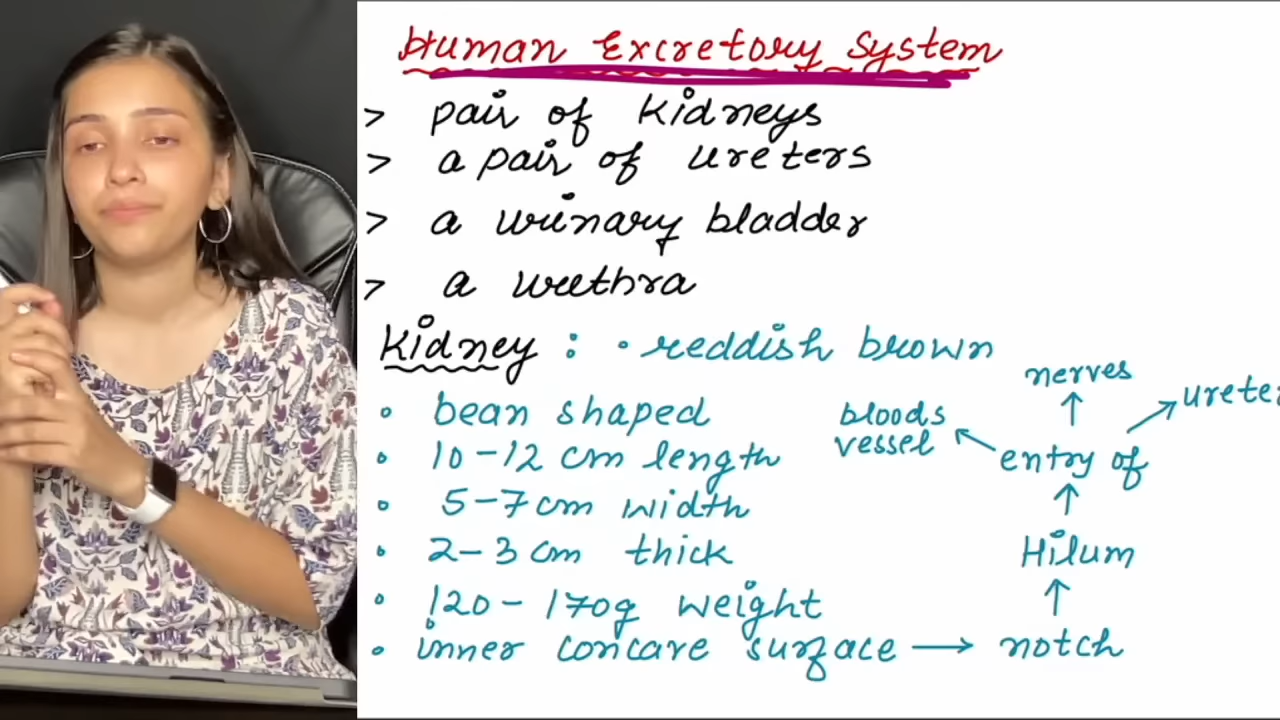 Human Excretory System
> pair of kidneys
> a pair of ureters
> a urinary bladder
> a urethra
Kidney : • reddish brown
• bean shaped
• 10-12 cm length
• 5-7cm width
• 2-3 cm thick
• 120-170g weight
• inner concave surface → notch
↑
Hilum
↑
entry of
bloods vessel
nerves
ureter